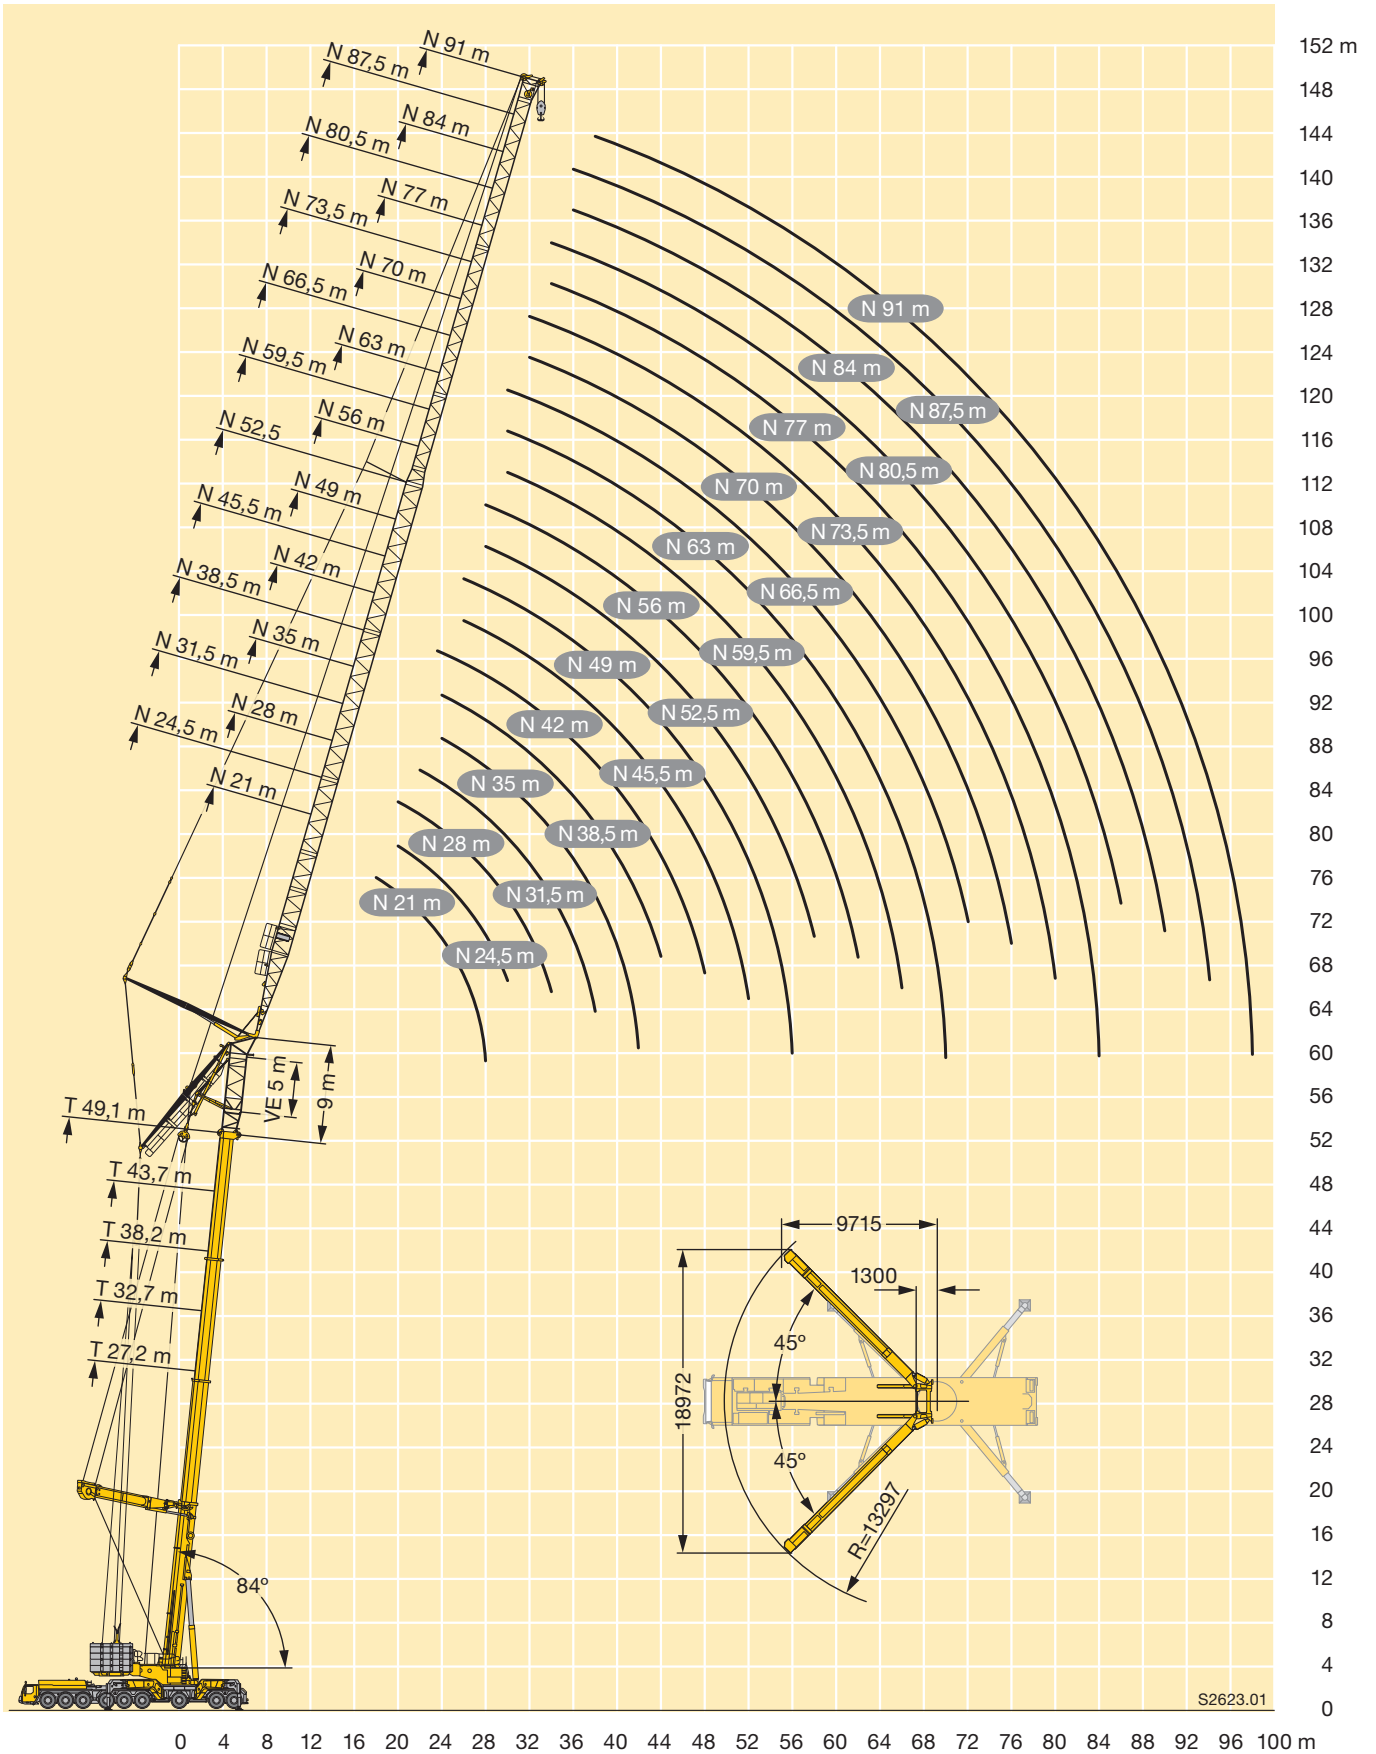 152 m
N 91 m
N 87,5 m
148
N 84 m
N 80,5 m
144
140
N 77 m
N 73,5 m
136
132
N 70 m
N 66,5 m
N 91 m
128
N 63 m
N 59,5 m
124
N 84 m
120
N 56 m
N 52,5
N 87,5 m
N 77 m
116
N 80,5 m
N 49 m
N 45,5 m
N 70 m
112
N 73,5 m
108
N 63 m
N 42 m
N 38,5 m
104
N 66,5 m
N 56 m
100
N 35 m
N 31,5 m
N 59,5 m
N 49 m
96
N 28 m
N 24,5 m
92
N 52,5 m
N 42 m
88
N 45,5 m
N 21 m
N 35 m
84
N 38,5 m
80
N 28 m
76
N 31,5 m
N 21 m
72
N 24,5 m
68
64
60
VE 5 m
9 m
56
T 49,1 m
52
T 43,7 m
48
9715
44
T 38,2 m
1300
40
T 32,7 m
36
45º
T 27,2 m
32
18972
28
45º
24
20
R=13297
16
84º
12
8
4
S2623.01
0
0 4 8 12 16 20 24 28 32 36 40 44 48 52 56 60 64 68 72 76 80 84 88 92 96 100 m